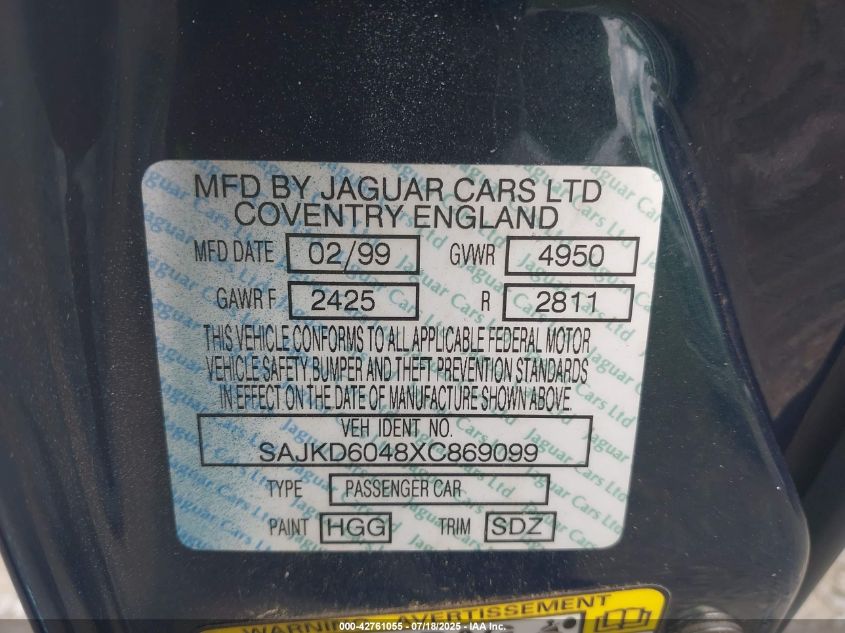 MFD BY JAGUAR CARS LTD
COVENTRY ENGLAND
MFD DATE 02/99 GVWR 4950
GAWR F 2425 R 2811
THIS VEHICLE CONFORMS TO ALL APPLICABLE FEDERAL MOTOR
VEHICLE SAFETY, BUMPER AND THEFT PREVENTION STANDARDS
IN EFFECT ON THE DATE OF MANUFACTURE SHOWN ABOVE.
VEH IDENT NO.
SAJKD6048XC869099
TYPE PASSENGER CAR
PAINT HGG TRIM SDZ
WARNING/AVERTISSEMENT
000-42761055 - 07/18/2025 - IAA Inc.